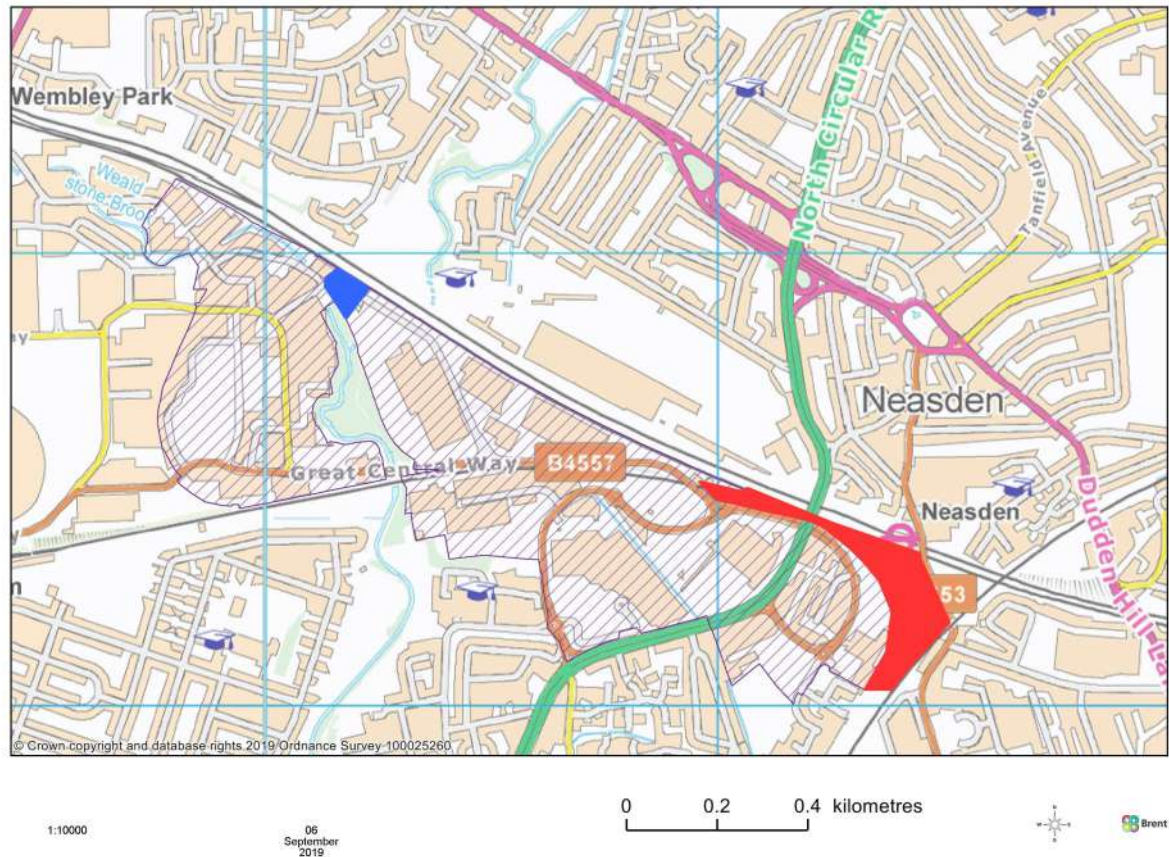 Wembley Park
Weald
stone Broo
North Circular R
Tanfield Avenue
Neasden
Great Central Way
B4557
Neasden
53
Dudden Hill La
© Crown copyright and database rights 2019 Ordnance Survey 100025260
0 0.2 0.4 kilometres
1:10000
06
September
2019
N
W
E
S
Brent